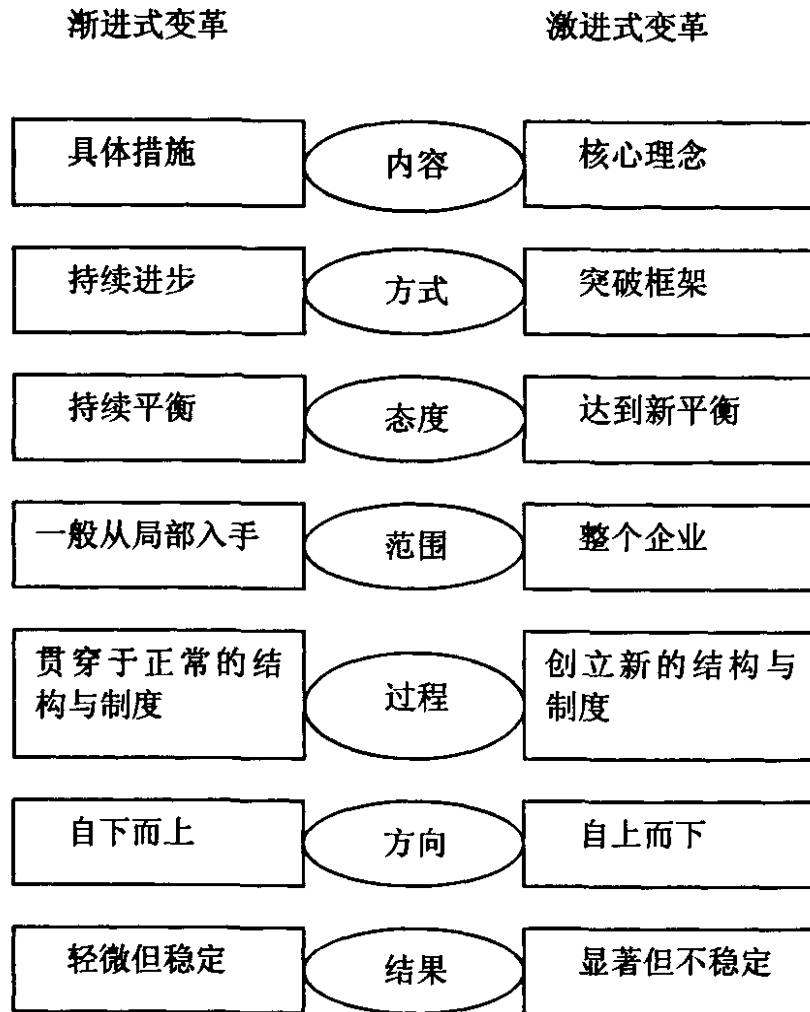 渐进式变革
激进式变革
具体措施
内容
核心理念
持续进步
方式
突破框架
持续平衡
态度
达到新平衡
一般从局部入手
范围
整个企业
贯穿于正常的结
构与制度
过程
创立新的结构与
制度
自下而上
方向
自上而下
轻微但稳定
结果
显著但不稳定